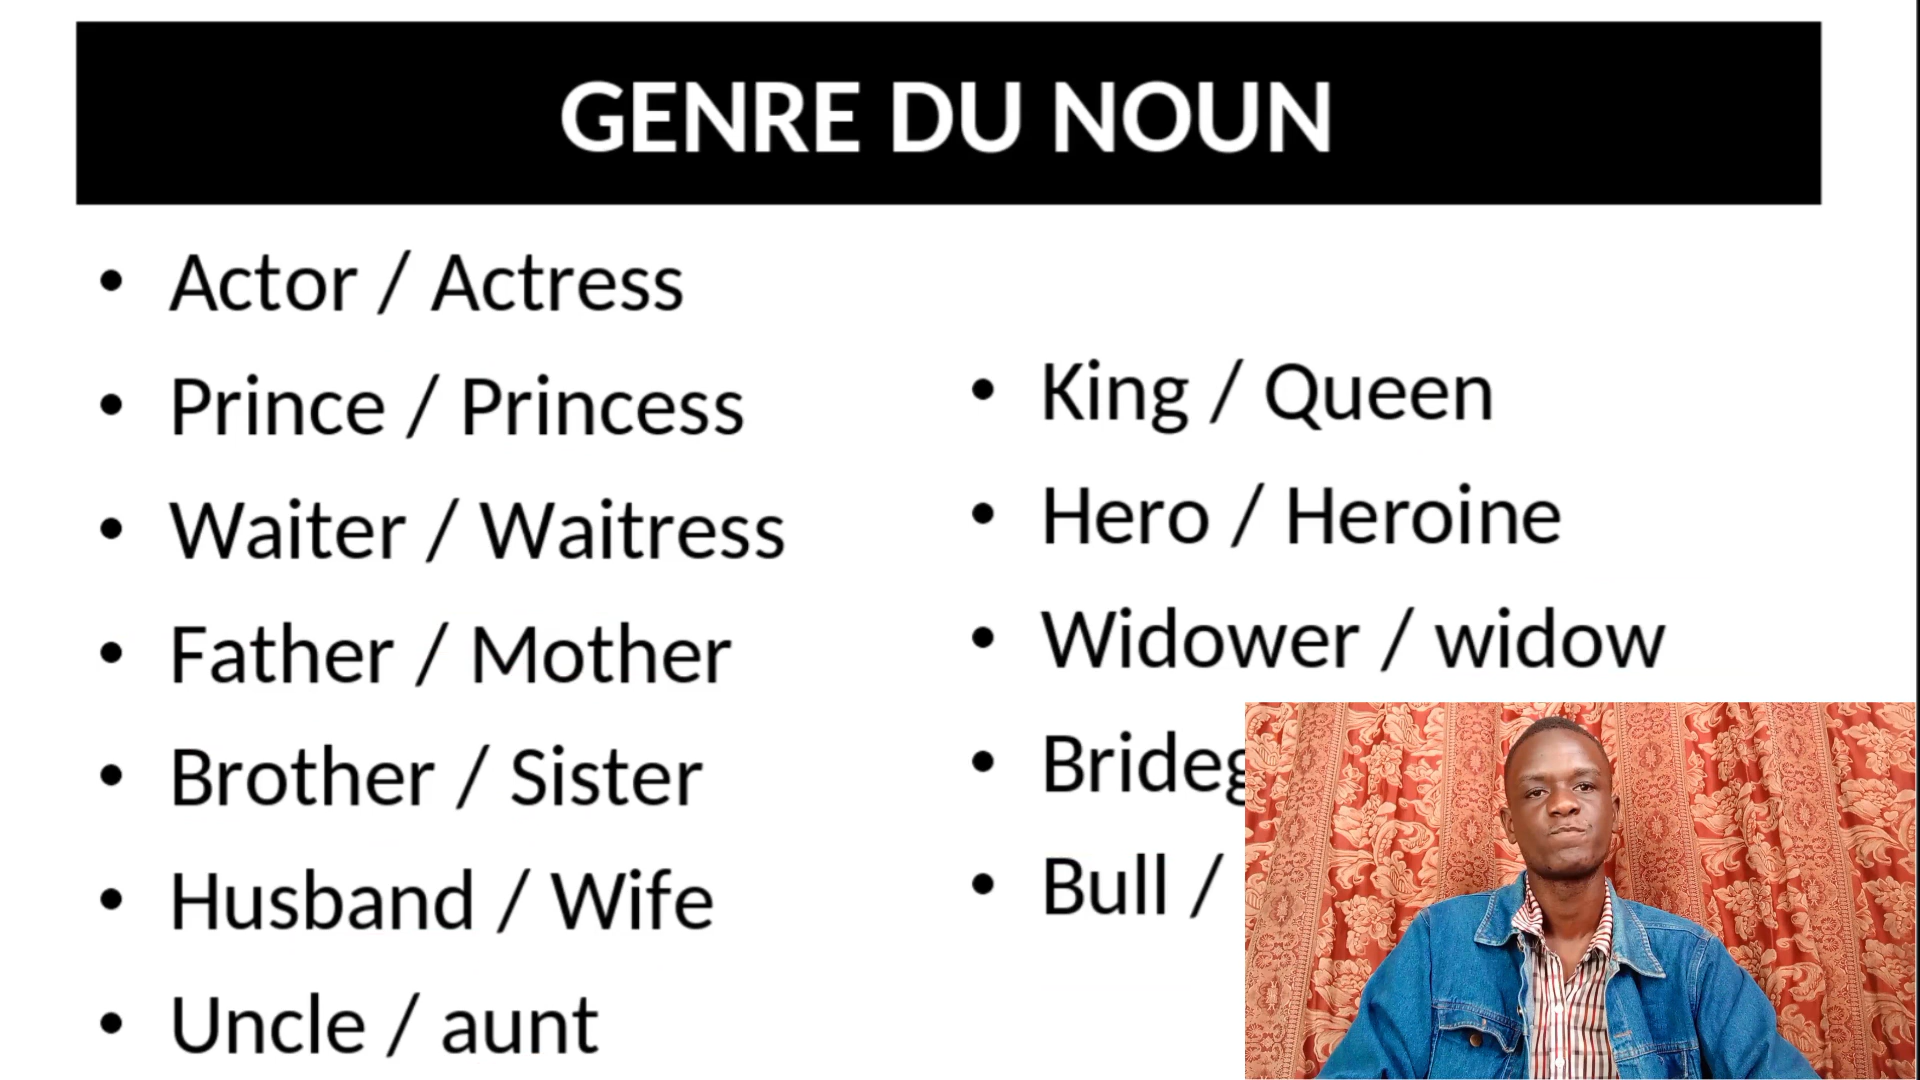 GENRE DU NOUN
• Actor / Actress
• Prince / Princess
• Waiter / Waitress
• Father / Mother
• Brother / Sister
• Husband / Wife
• Uncle / aunt
• King / Queen
• Hero / Heroine
• Widower / widow
• Bull /